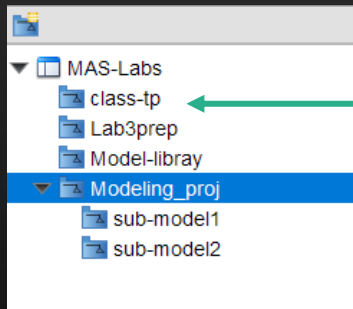 MAS-Labs
class-tp
Lab3prep
Model-libray
Modeling_proj
sub-model1
sub-model2